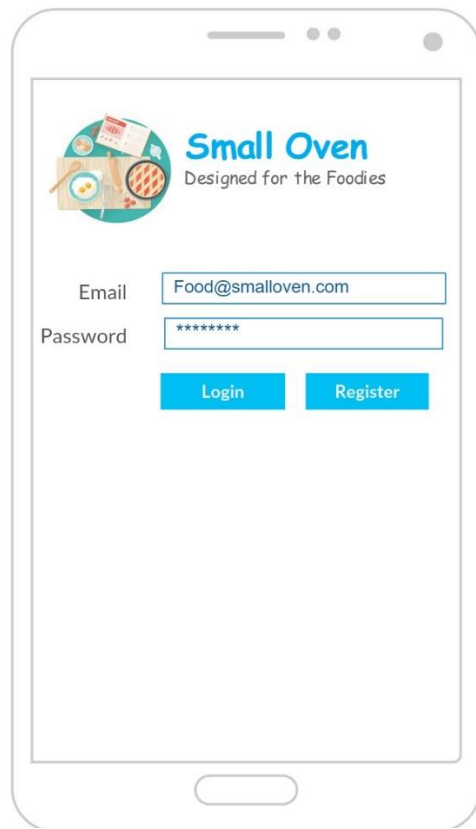 Small Oven
Designed for the Foodies
Email Food@smalloven.com
Password ********
Login Register